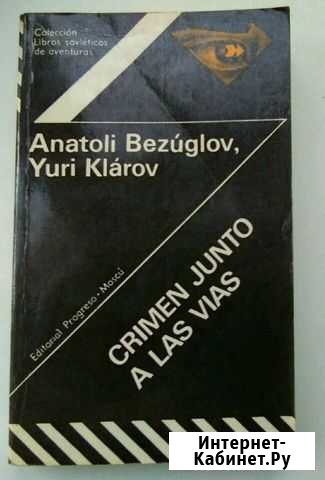 Colección
Libros soviéticos
de aventuras
Anatoli Bezúglov,
Yuri Klárov
Editorial Progreso - Moscú
CRIMEN JUNTO
A LAS VIAS
Интернет-
Кабинет.Ру